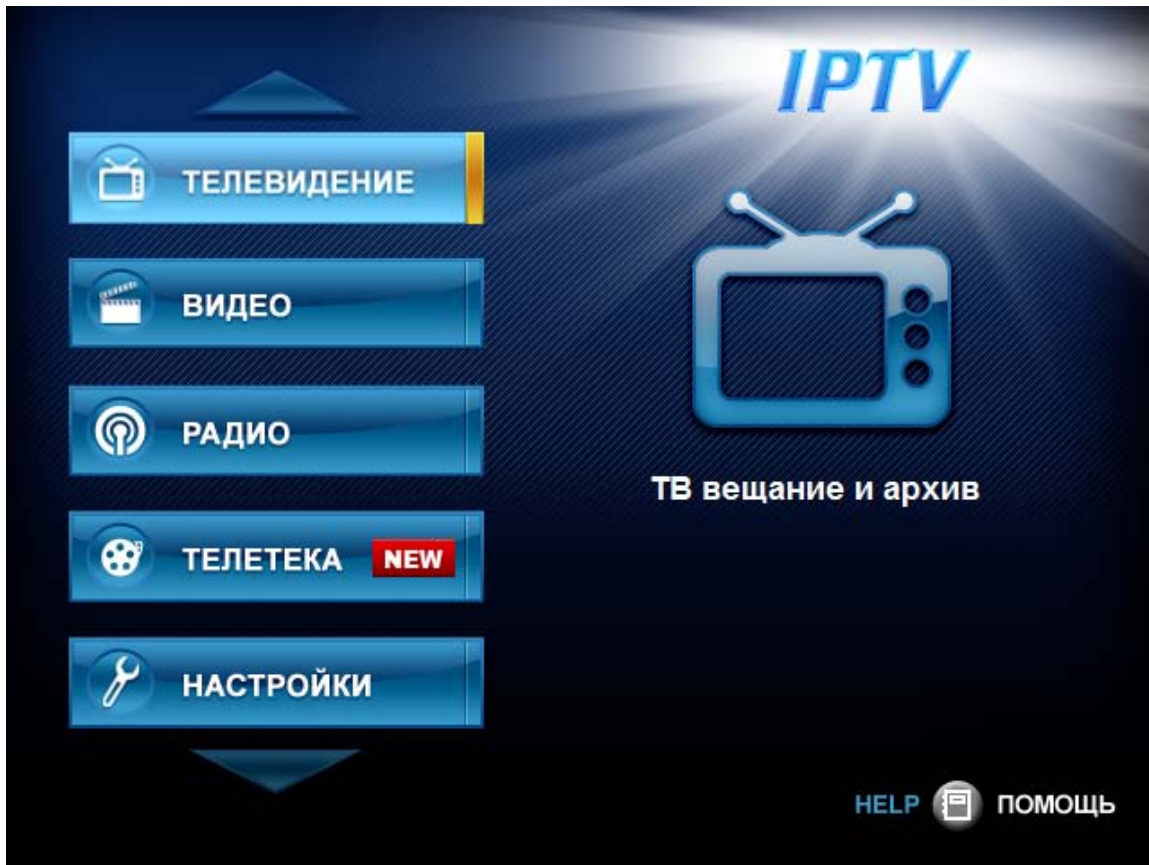 IPTV
ТЕЛЕВИДЕНИЕ
ВИДЕО
РАДИО
ТЕЛЕТЕКА NEW
НАСТРОЙКИ
ТВ вещание и архив
HELP ПОМОЩЬ